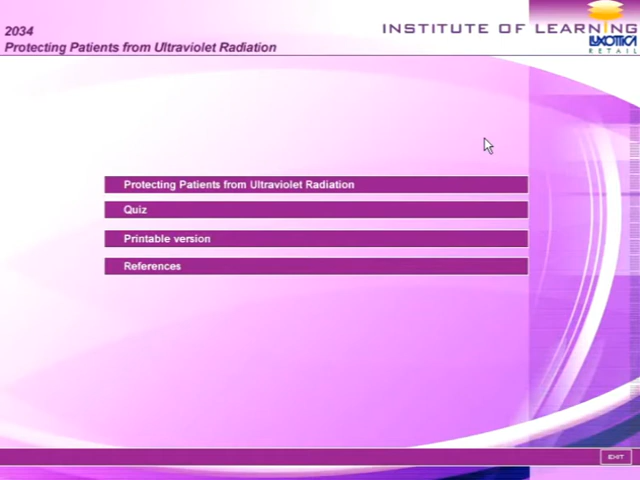 2034
Protecting Patients from Ultraviolet Radiation
INSTITUTE OF LEARNING
LUXOTTICA
RETAIL
Protecting Patients from Ultraviolet Radiation
Quiz
Printable version
References
EXIT